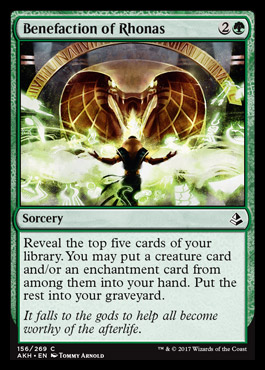 Benefaction of Rhonas 2
Sorcery
Reveal the top five cards of your
library. You may put a creature card
and/or an enchantment card from
among them into your hand. Put the
rest into your graveyard.
It falls to the gods to help all become
worthy of the afterlife.
156/269 C
AKH • EN TOMMY ARNOLD
™ & © 2017 Wizards of the Coast